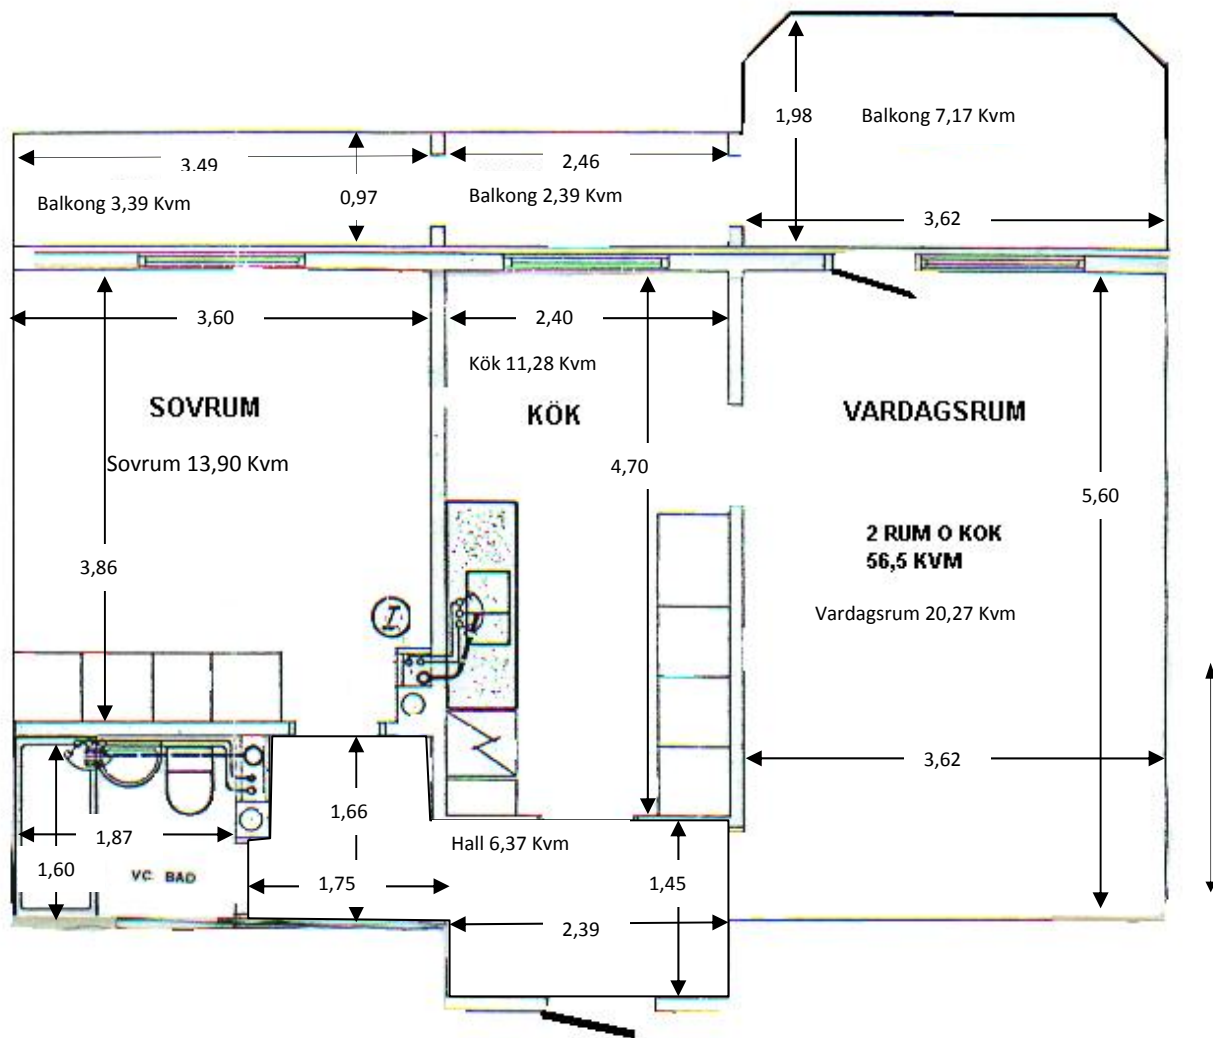 1,98
Balkong 7,17 Kvm
3.49
2,46
0,97
Balkong 3,39 Kvm
Balkong 2,39 Kvm
3,62
3,60
2,40
Kök 11,28 Kvm
SOVRUM
KÖK
VARDAGSRUM
Sovrum 13,90 Kvm
4,70
5,60
2 RUM O KOK
56,5 KVM
3,86
Vardagsrum 20,27 Kvm
3,62
1,66
1,87
Hall 6,37 Kvm
1,60
VC BAD
1,75
1,45
2,39